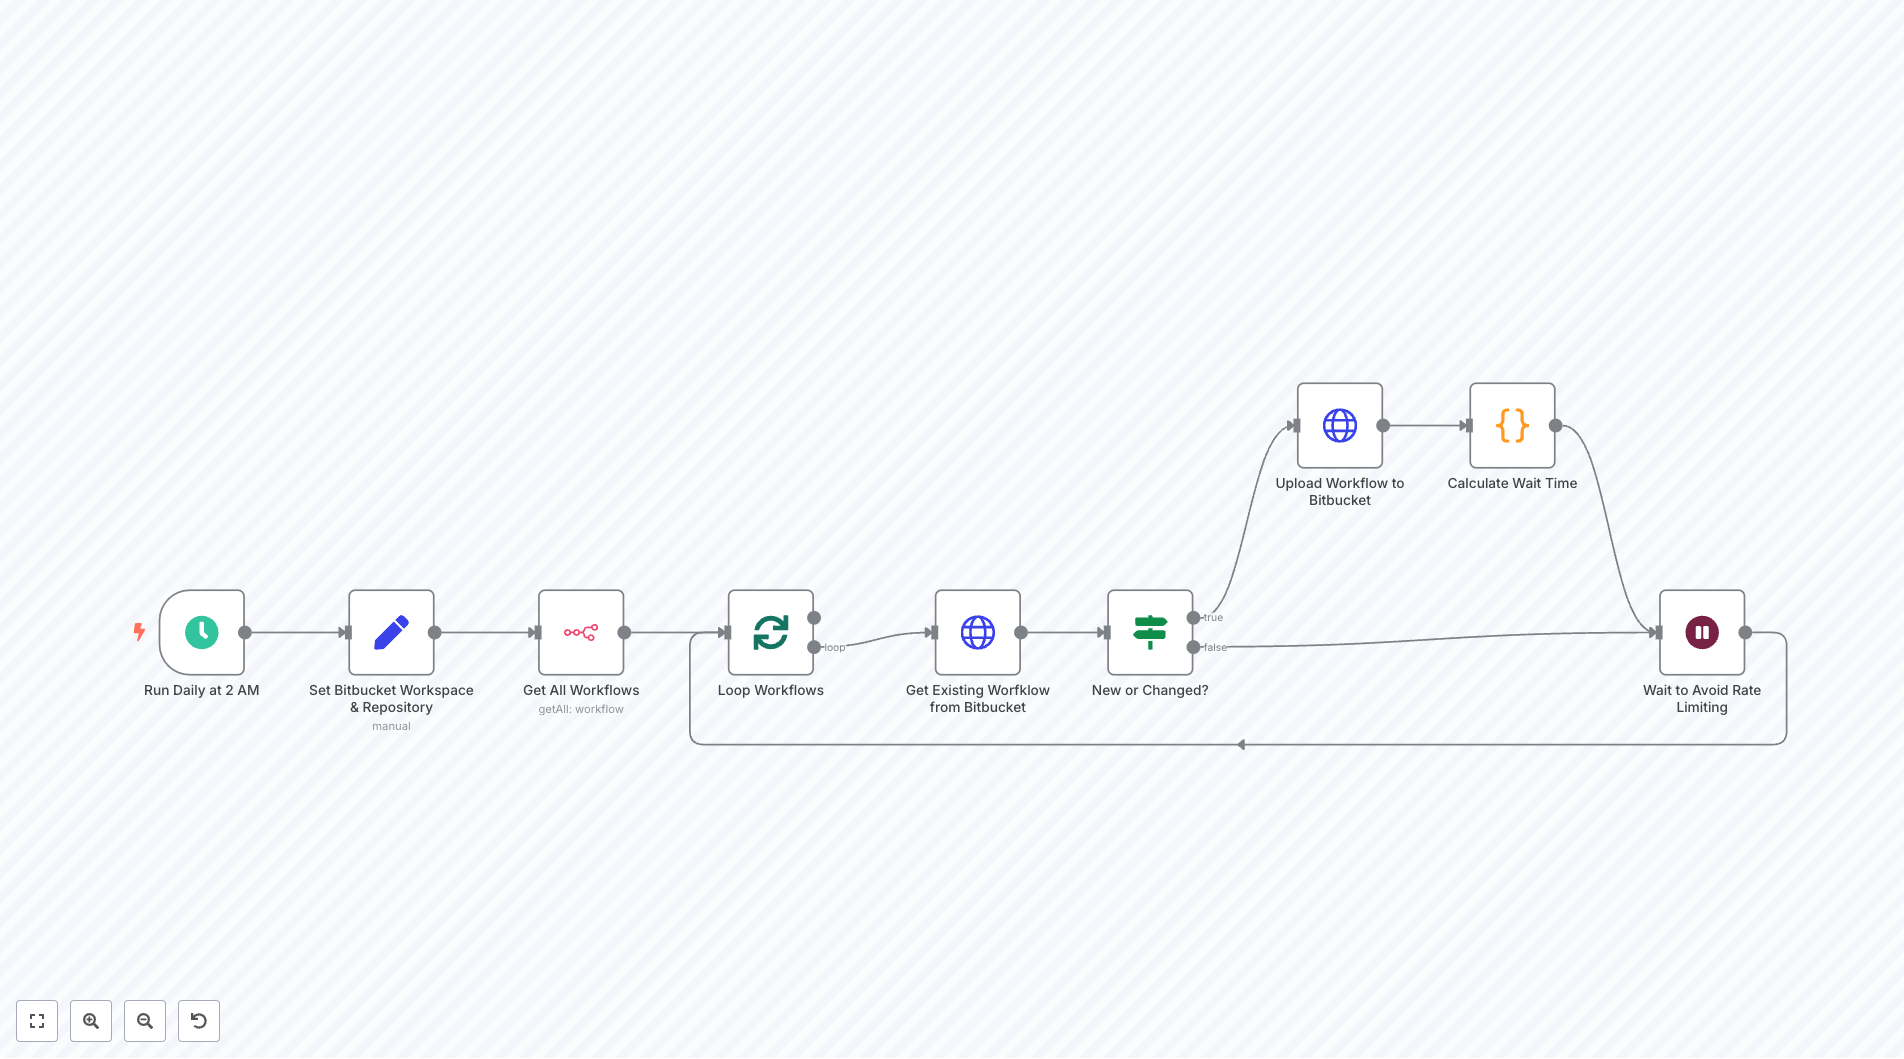 Upload Workflow to
Bitbucket
Calculate Wait Time
true
loop
false
Run Daily at 2 AM
Set Bitbucket Workspace
& Repository
manual
Get All Workflows
getAll: workflow
Loop Workflows
Get Existing Worfklow
from Bitbucket
New or Changed?
Wait to Avoid Rate
Limiting